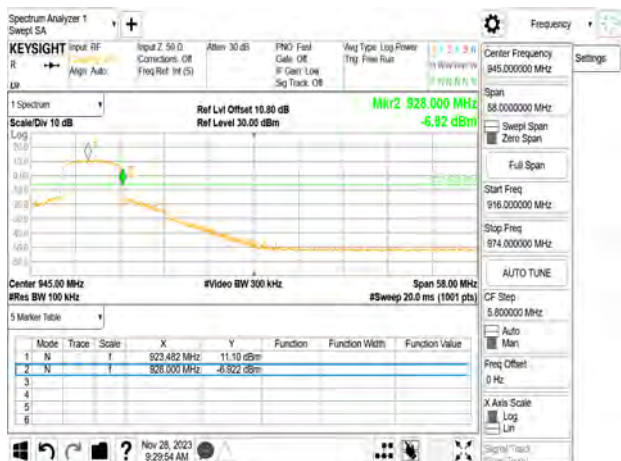 Spectrum Analyzer 1
Swept SA
+
Frequency
KEYSIGHT
Input: RF
Input Z: 50 Ω
Atten: 30 dB
PNO: Fast
Avg Type: Log-Power
R
Align: Auto
Corrections: Off
Gate: Off
Trig: Free Run
Freq Ref: Int (S)
IF Gain: Low
Sig Track: Off
Center Frequency
945.000000 MHz
Settings
1 Spectrum
Scale/Div 10 dB
Ref Lvl Offset 10.80 dB
Ref Level 30.00 dBm
Mkr2 928.000 MHz
-6.92 dBm
Span
58.0000000 MHz
Swept Span
Zero Span
Log
Full Span
Start Freq
916.000000 MHz
Stop Freq
974.000000 MHz
AUTO TUNE
Center 945.00 MHz
#Video BW 300 kHz
Span 58.00 MHz
#Res BW 100 kHz
#Sweep 20.0 ms (1001 pts)
CF Step
5.800000 MHz
Auto
Man
5 Marker Table
Mode Trace Scale X Y Function Function Width Function Value
1 N f 923.482 MHz 11.10 dBm
2 N f 928.000 MHz -6.922 dBm
3
4
5
6
Freq Offset
0 Hz
X Axis Scale
Log
Lin
Signal Track
?
Nov 28, 2023
9:29:54 AM